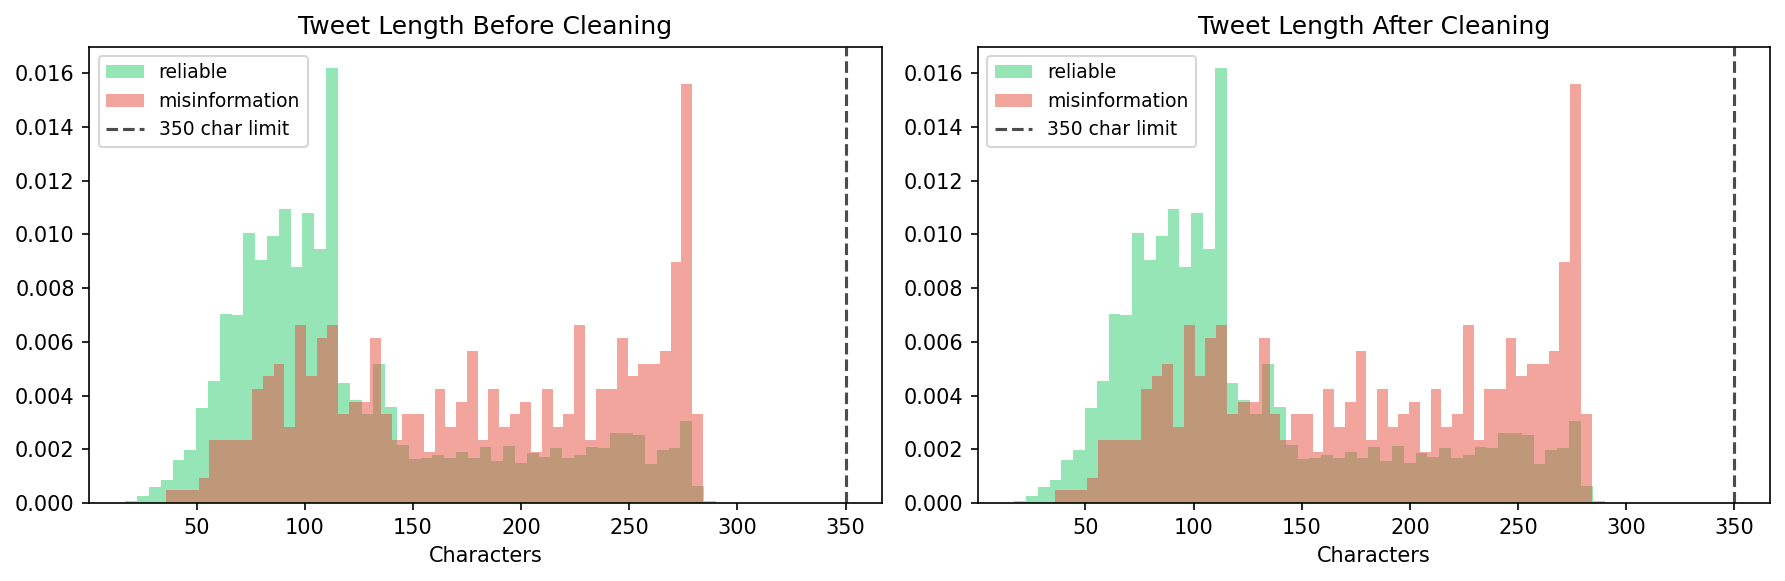 Tweet Length Before Cleaning
reliable
misinformation
350 char limit
0.016
0.014
0.012
0.010
0.008
0.006
0.004
0.002
0.000
50 100 150 200 250 300 350
Characters
Tweet Length After Cleaning
reliable
misinformation
350 char limit
0.016
0.014
0.012
0.010
0.008
0.006
0.004
0.002
0.000
50 100 150 200 250 300 350
Characters